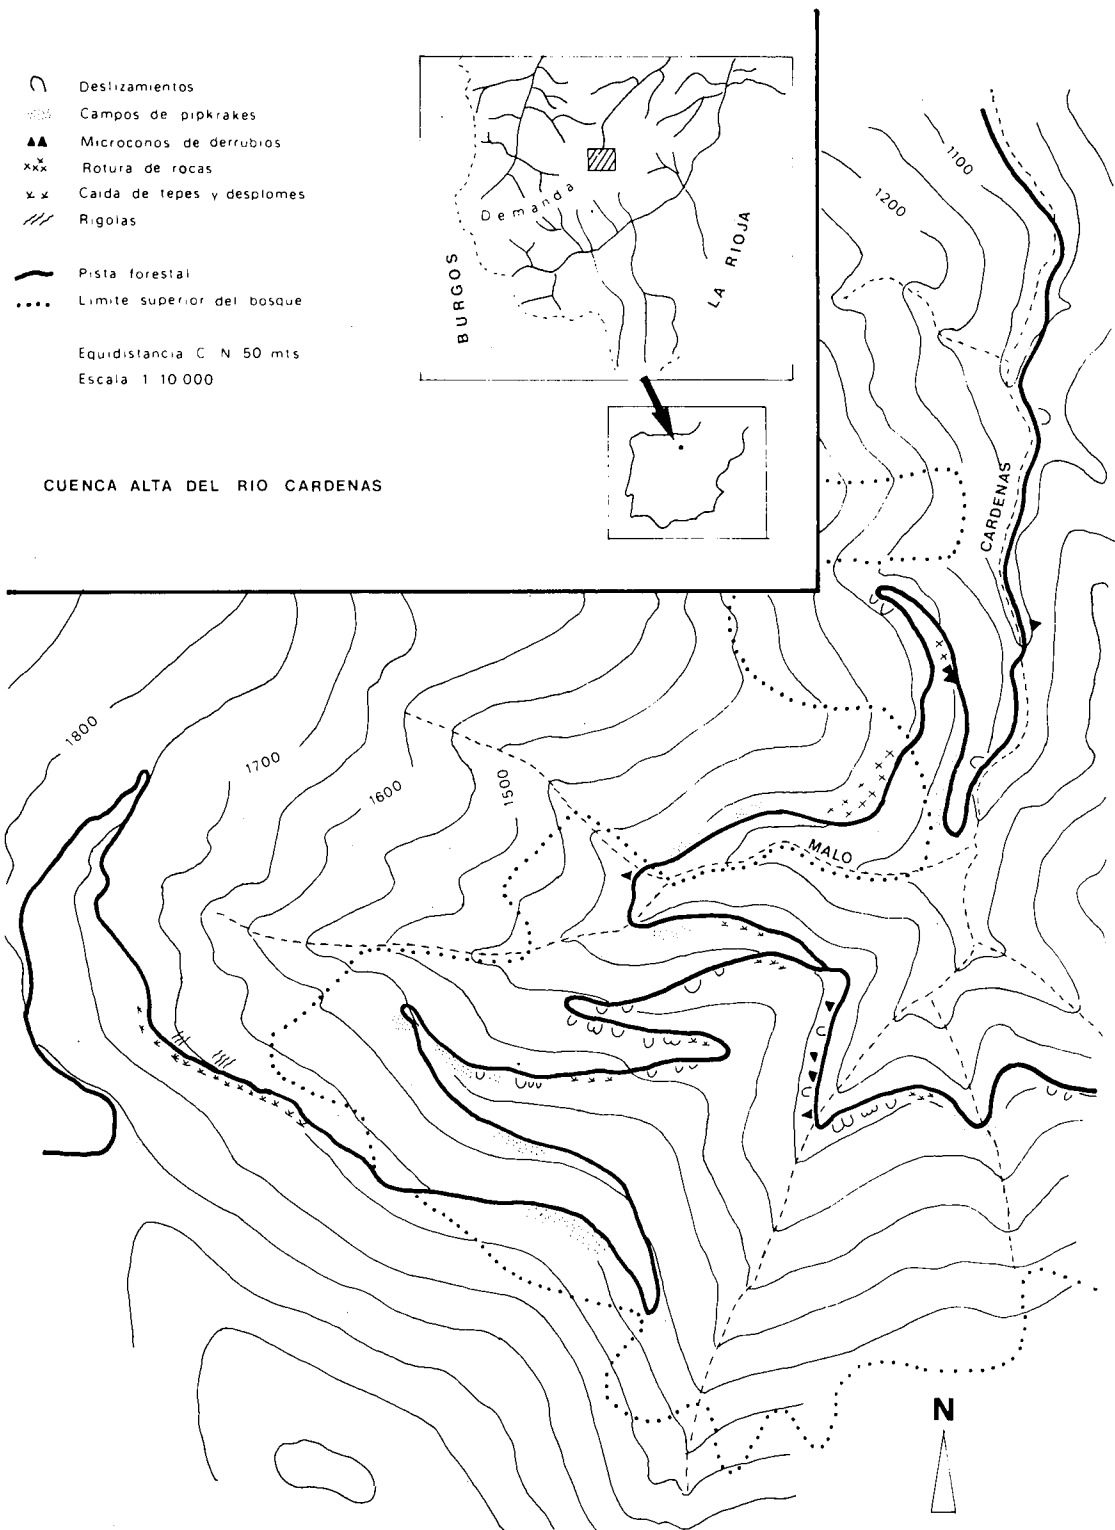 Deslizamientos
Campos de pipkrakes
Microconos de derrubios
Rotura de rocas
Caida de tepes y desplomes
Rigolas
Pista forestal
Limite superior del bosque
Equidistancia C N 50 mts
Escala 1 10 000
CUENCA ALTA DEL RIO CARDENAS
Demanda
BURGOS
LA RIOJA
1100
1200
CARDENAS
1800
1700
1600
1500
MALO
N